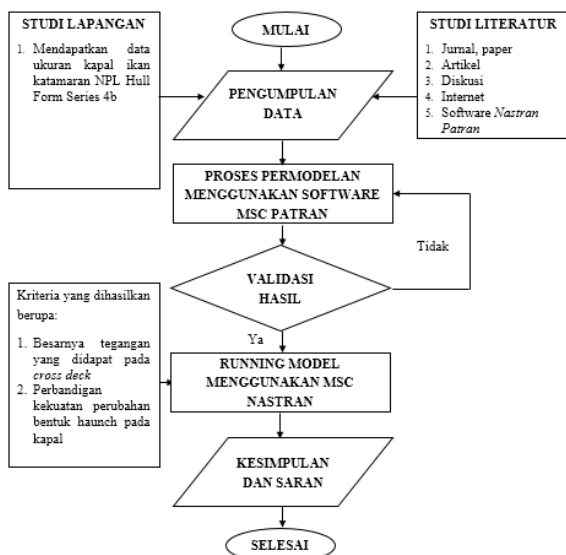 STUDI LAPANGAN
1. Mendapatkan data
ukuran kapal ikan
katamaran NPL Hull
Form Series 4b
MULAI
STUDI LITERATUR
1. Jurnal, paper
2. Artikel
3. Diskusi
4. Internet
5. Software Nastran
Patran
PENGUMPULAN
DATA
PROSES PERMODELAN
MENGGUNAKAN SOFTWARE
MSC PATRAN
Tidak
VALIDASI
HASIL
Ya
Kriteria yang dihasilkan
berupa:
1. Besarnya tegangan
yang didapat pada
cross deck
2. Perbandigan
kekuatan perubahan
bentuk haunch pada
kapal
RUNNING MODEL
MENGGUNAKAN MSC
NASTRAN
KESIMPULAN
DAN SARAN
SELESAI